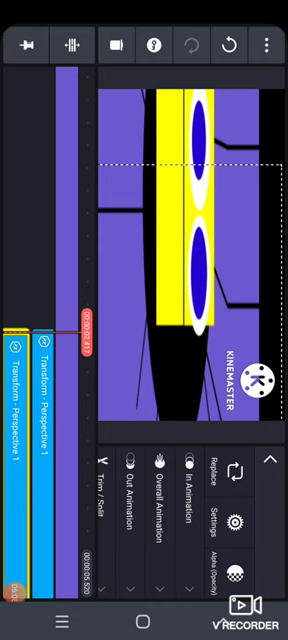 00:00:02.417
00:00:05.520
Transform - Perspective 1
Transform - Perspective 1
KINEMASTER
Replace
Settings
Alpha (Opacity)
In Animation
Overall Animation
Out Animation
Trim / Split
VRECORDER